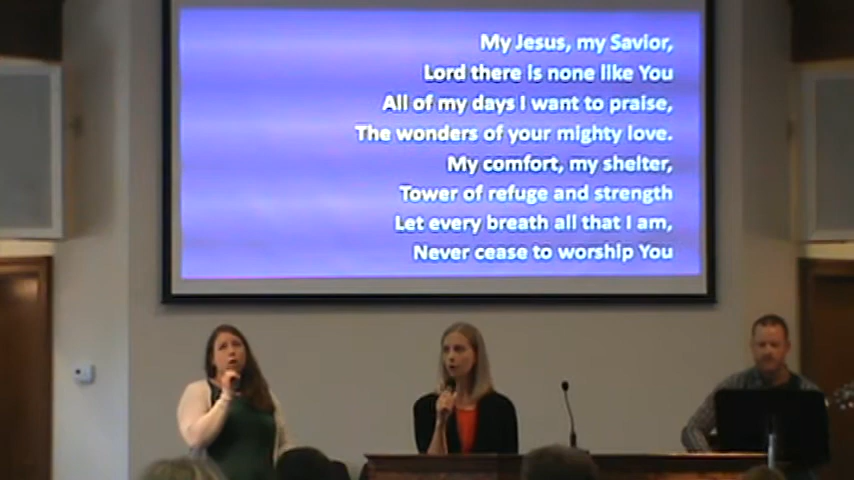 My Jesus, my Savior,
Lord there is none like You
All of my days I want to praise,
The wonders of your mighty love.
My comfort, my shelter,
Tower of refuge and strength
Let every breath all that I am,
Never cease to worship You